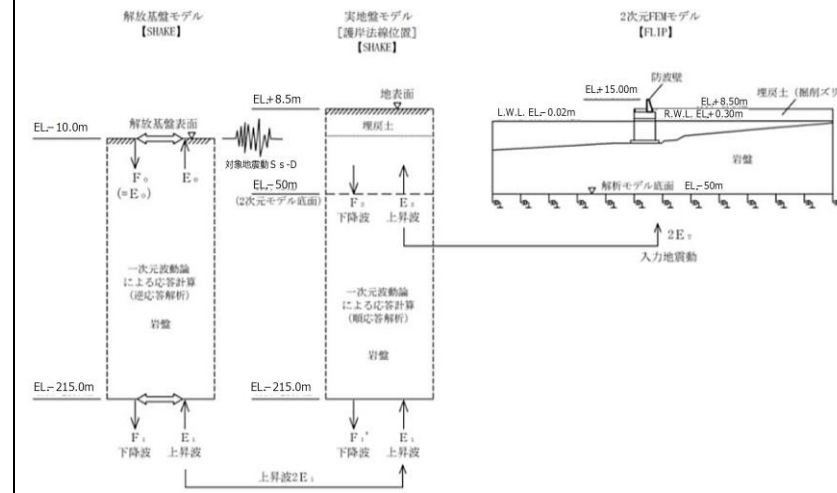 解放基盤モデル
【SHAKE】
EL.-10.0m
解放基盤表面
対象地震動Ss-D
F₀
(=E₀)
E₀
一次元波動論
による応答計算
(逆応答解析)
岩盤
EL.-215.0m
F₁
下降波
E₁
上昇波
上昇波2E₁
実地盤モデル
[護岸法線位置]
【SHAKE】
EL.+8.5m
地表面
埋戻土
EL.-50m
(2次元モデル底面)
F₂
下降波
E₂
上昇波
一次元波動論
による応答計算
(順応答解析)
岩盤
EL.-215.0m
F₁*
下降波
E₁
上昇波
2次元FEMモデル
【FLIP】
防波壁
EL.+15.00m
EL.+8.50m
埋戻土(掘削ズリ
L.W.L. EL.-0.02m
R.W.L. EL.+0.30m
岩盤
解析モデル底面
EL.-50m
2E₂
入力地震動